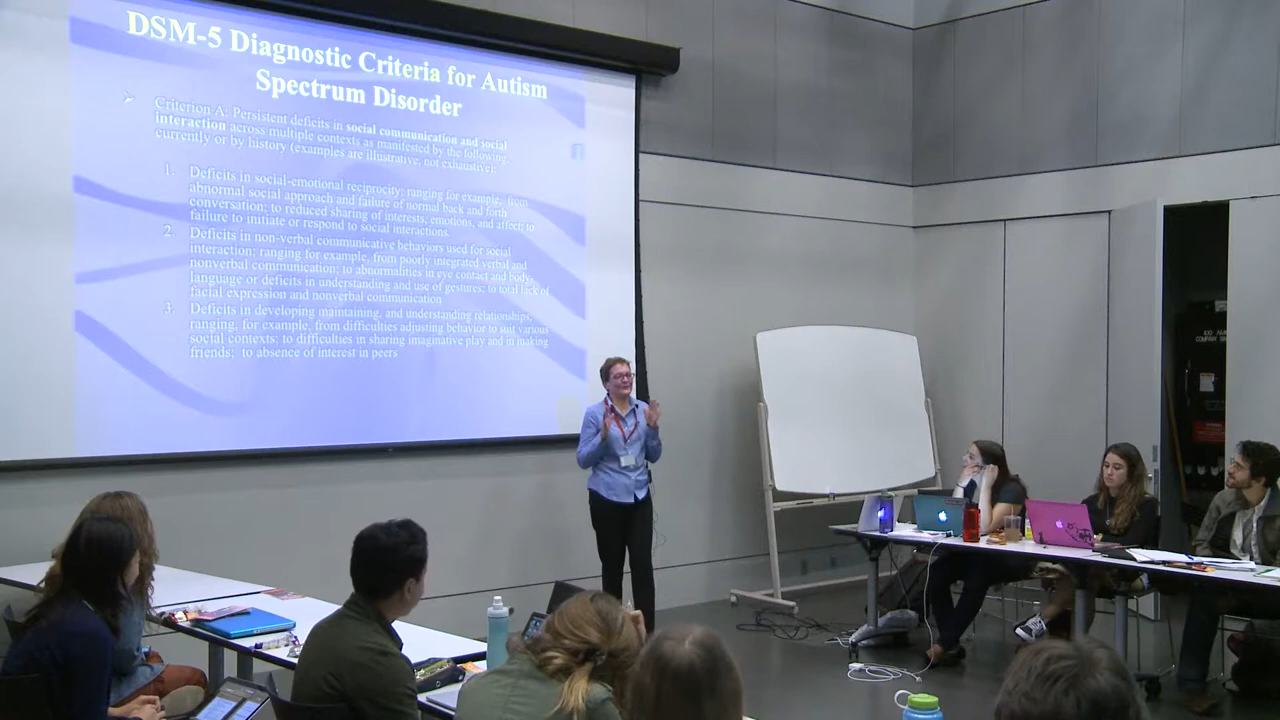 DSM-5 Diagnostic Criteria for Autism
Spectrum Disorder
Criterion A: Persistent deficits in social communication and social
interaction across multiple contexts as manifested by the following,
currently or by history (examples are illustrative, not exhaustive):
1. Deficits in social-emotional reciprocity: ranging for example, from
abnormal social approach and failure of normal back and forth
conversation; to reduced sharing of interests, emotions, and affect; to
failure to initiate or respond to social interactions.
2. Deficits in non-verbal communicative behaviors used for social
interaction; ranging for example, from poorly integrated verbal and
nonverbal communication; to abnormalities in eye contact and body
language or deficits in understanding and use of gestures; to total lack of
facial expression and nonverbal communication
3. Deficits in developing maintaining, and understanding relationships,
ranging, for example, from difficulties adjusting behavior to suit various
social contexts; to difficulties in sharing imaginative play and in making
friends; to absence of interest in peers
COMPANY